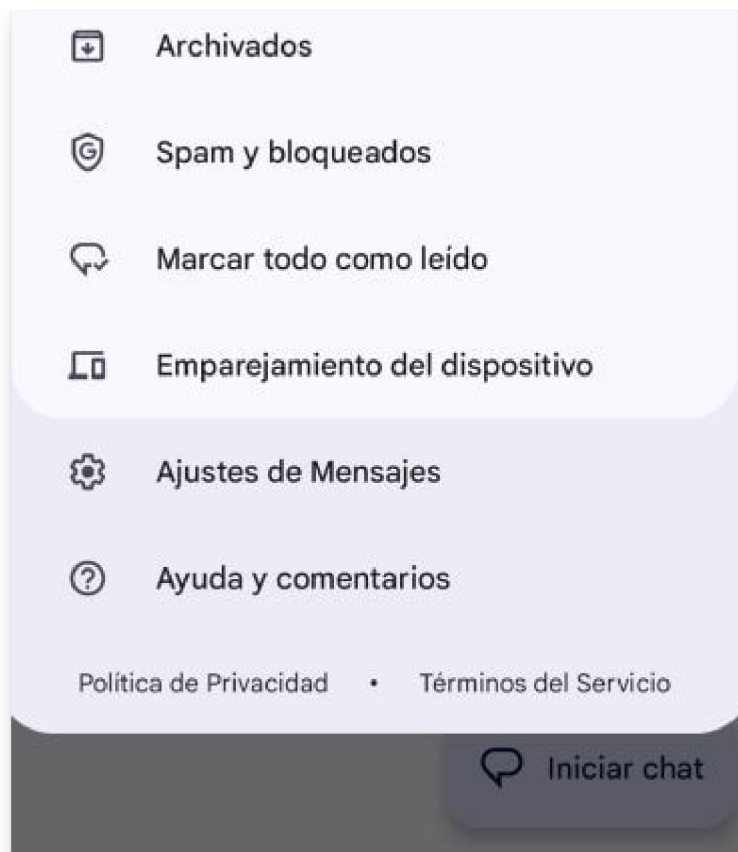 Archivados
Spam y bloqueados
Marcar todo como leído
Emparejamiento del dispositivo
Ajustes de Mensajes
Ayuda y comentarios
Política de Privacidad • Términos del Servicio
Iniciar chat